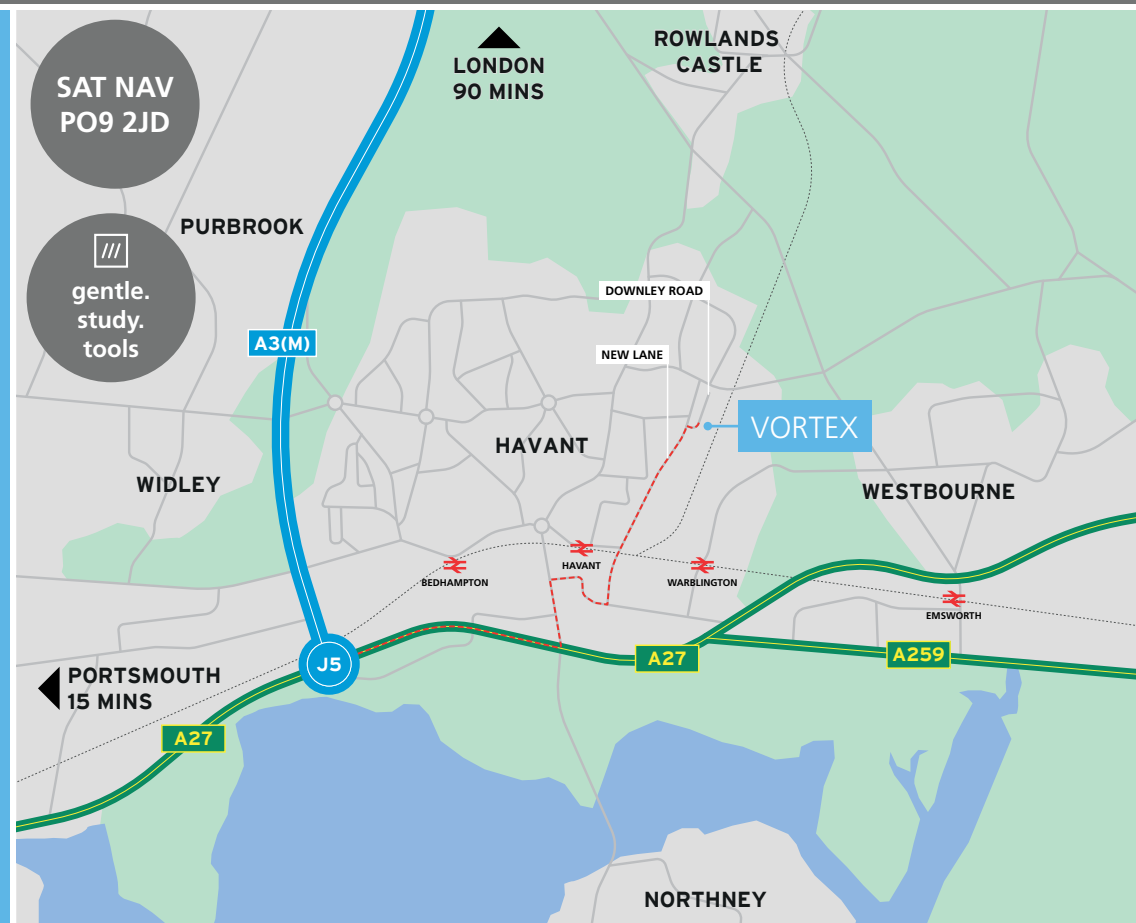 SAT NAV
PO9 2JD
LONDON
90 MINS
ROWLANDS
CASTLE
PURBROOK
///
gentle.
study.
tools
DOWNLEY ROAD
A3(M)
NEW LANE
VORTEX
HAVANT
WIDLEY
WESTBOURNE
HAVANT
BEDHAMPTON
WARBLINGTON
EMSWORTH
J5
A27
A259
PORTSMOUTH
15 MINS
A27
NORTHNEY